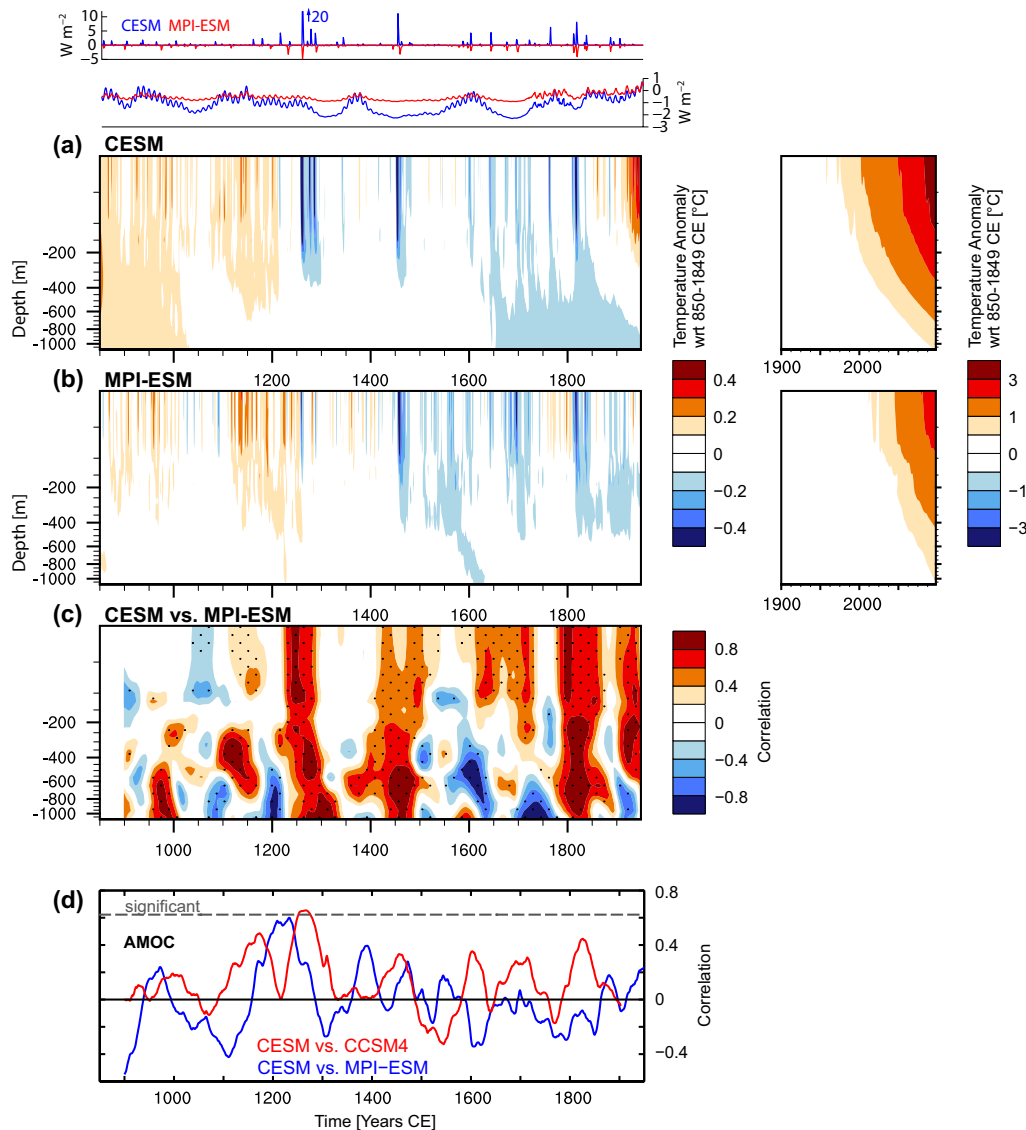 10
5
0
−5
W m−2
CESM MPI-ESM
20
1
0
−1
−2
−3
W m−2
(a) CESM
-200
-400
-600
-800
-1000
Depth [m]
1200 1400 1600 1800
1900 2000
(b) MPI-ESM
-200
-400
-600
-800
-1000
Depth [m]
1200 1400 1600 1800
1900 2000
Temperature Anomaly
wrt 850-1849 CE [°C]
0.4
0.2
0
−0.2
−0.4
Temperature Anomaly
wrt 850-1849 CE [°C]
3
1
0
−1
−3
(c) CESM vs. MPI-ESM
-200
-400
-600
-800
-1000
Depth [m]
1000 1200 1400 1600 1800
0.8
0.4
0
−0.4
−0.8
Correlation
(d)
significant
AMOC
0.8
0.4
0
−0.4
Correlation
CESM vs. CCSM4
CESM vs. MPI−ESM
1000 1200 1400 1600 1800
Time [Years CE]